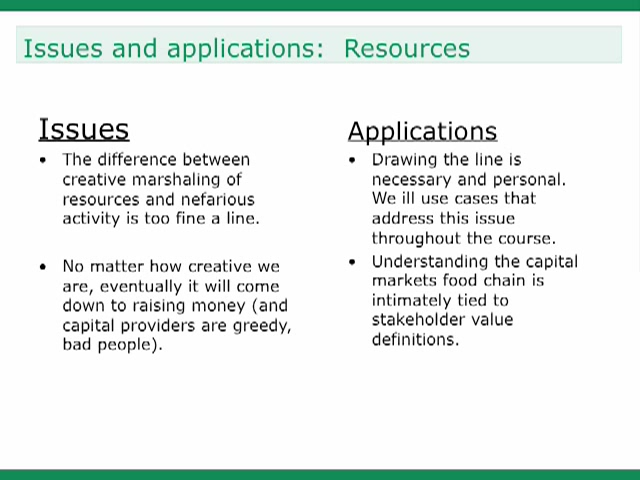 Issues and applications:  Resources
Issues
• The difference between
creative marshaling of
resources and nefarious
activity is too fine a line.
• No matter how creative we
are, eventually it will come
down to raising money (and
capital providers are greedy,
bad people).
Applications
• Drawing the line is
necessary and personal.
We ill use cases that
address this issue
throughout the course.
• Understanding the capital
markets food chain is
intimately tied to
stakeholder value
definitions.